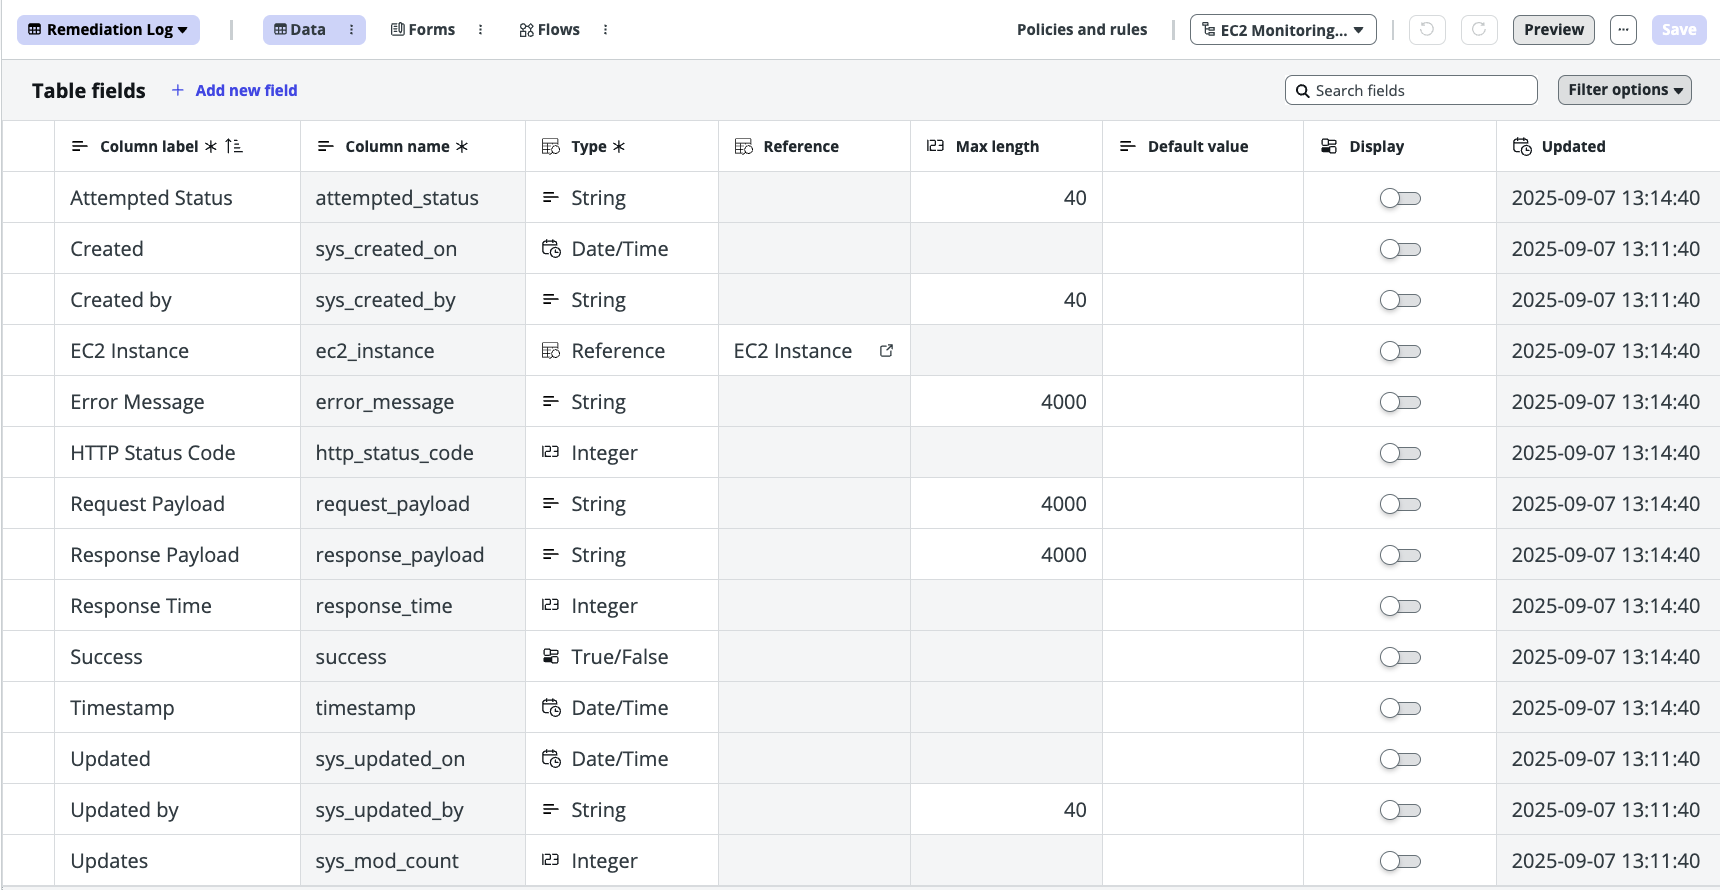 Remediation Log Data Forms Flows Policies and rules EC2 Monitoring... Preview ... Save
Table fields + Add new field Search fields Filter options
Column label * Column name * Type * Reference Max length Default value Display Updated
Attempted Status attempted_status String 40 2025-09-07 13:14:40
Created sys_created_on Date/Time 2025-09-07 13:11:40
Created by sys_created_by String 40 2025-09-07 13:11:40
EC2 Instance ec2_instance Reference EC2 Instance 2025-09-07 13:14:40
Error Message error_message String 4000 2025-09-07 13:14:40
HTTP Status Code http_status_code Integer 2025-09-07 13:14:40
Request Payload request_payload String 4000 2025-09-07 13:14:40
Response Payload response_payload String 4000 2025-09-07 13:14:40
Response Time response_time Integer 2025-09-07 13:14:40
Success success True/False 2025-09-07 13:14:40
Timestamp timestamp Date/Time 2025-09-07 13:14:40
Updated sys_updated_on Date/Time 2025-09-07 13:11:40
Updated by sys_updated_by String 40 2025-09-07 13:11:40
Updates sys_mod_count Integer 2025-09-07 13:11:40